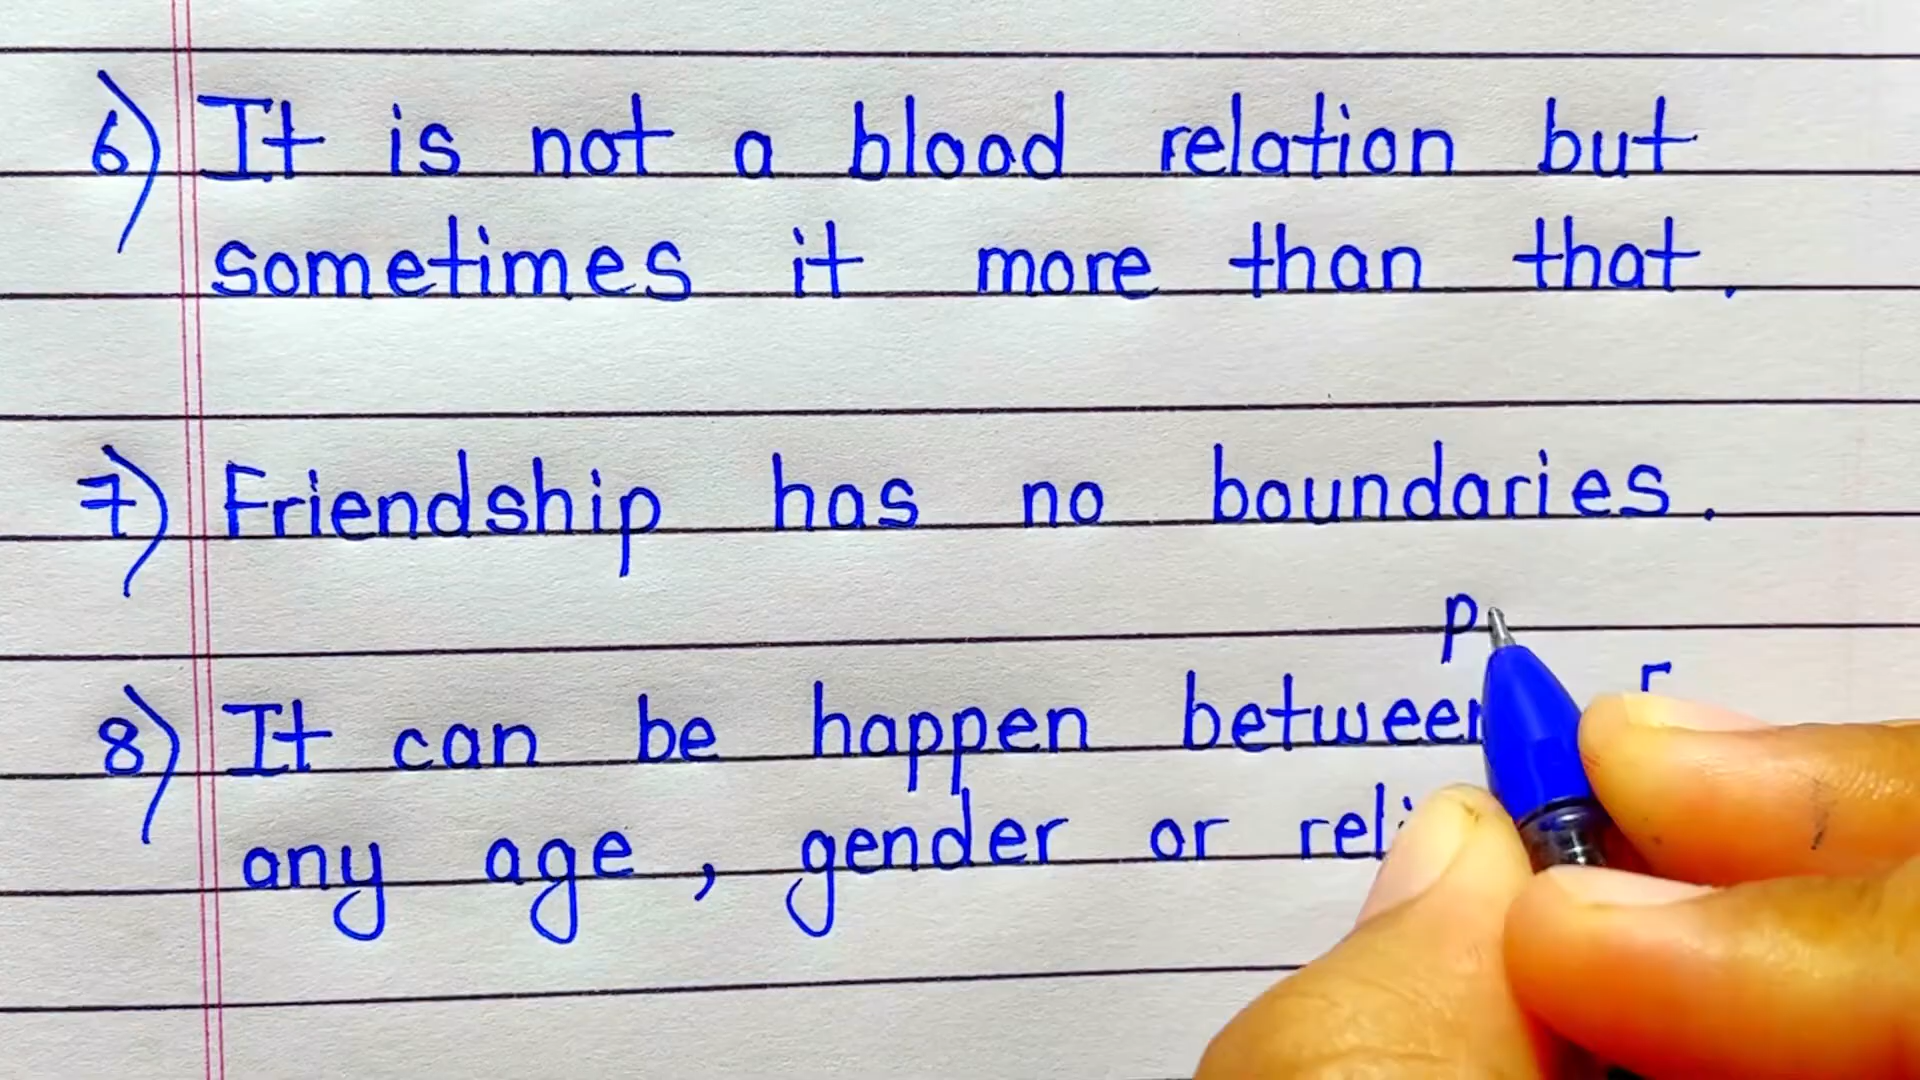 6) It is not a blood relation but
sometimes it more than that.
7) Friendship has no boundaries.
p
8) It can be happen between
any age, gender or